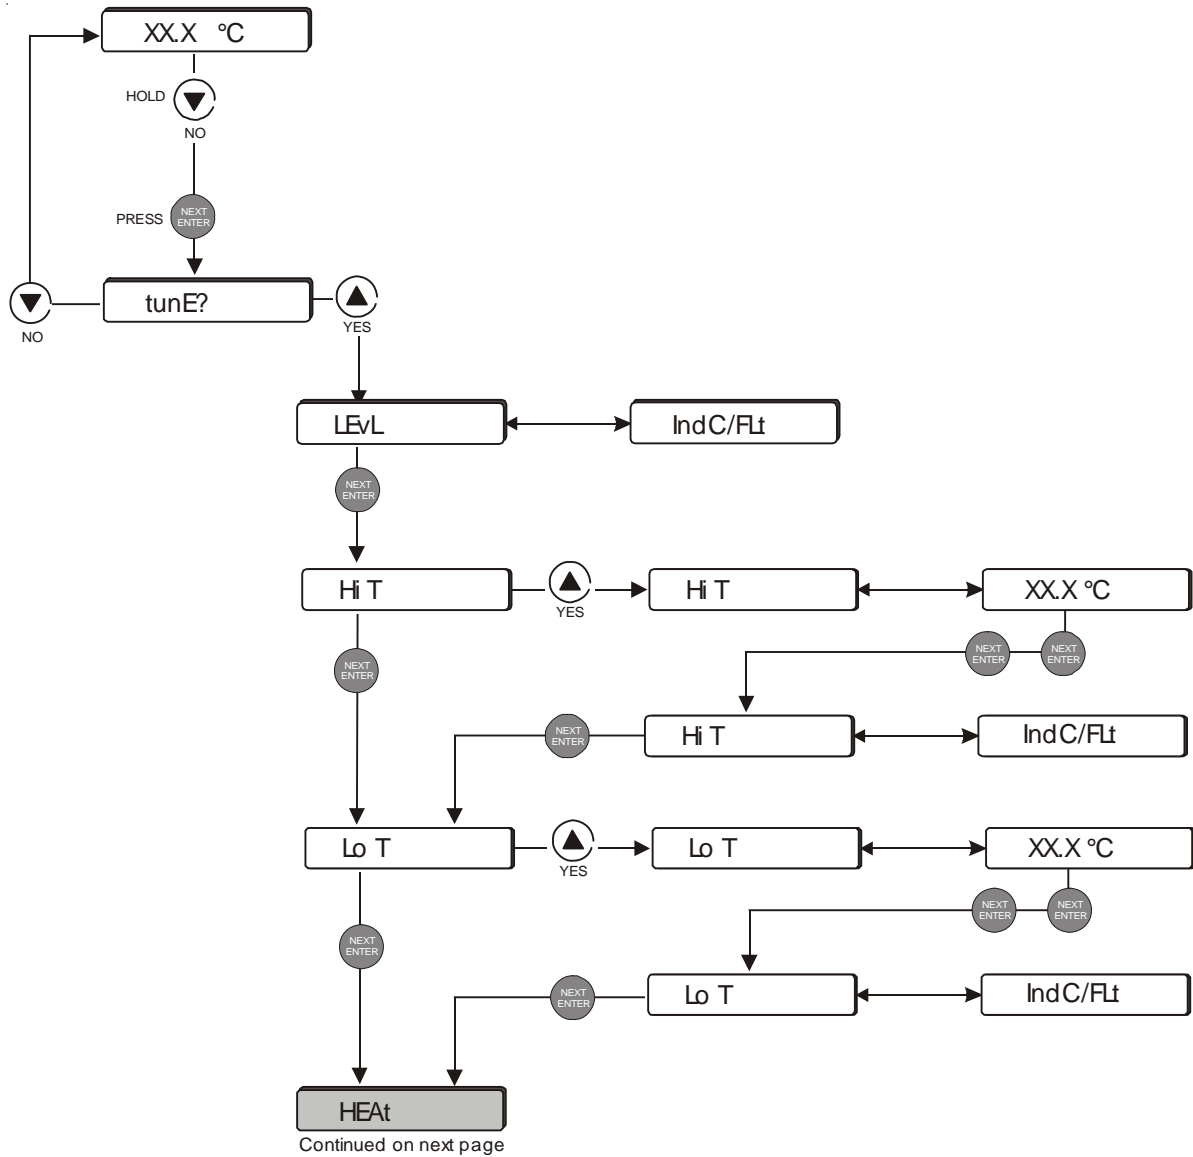 XX.X °C
HOLD
NO
PRESS
NEXT
ENTER
tunE?
NO
YES
LEvL
IndC/FLt
NEXT
ENTER
Hi T
YES
Hi T
XX.X °C
NEXT
ENTER
NEXT
ENTER
NEXT
ENTER
Hi T
IndC/FLt
NEXT
ENTER
Lo T
YES
Lo T
XX.X °C
NEXT
ENTER
NEXT
ENTER
NEXT
ENTER
Lo T
IndC/FLt
NEXT
ENTER
HEAt
Continued on next page